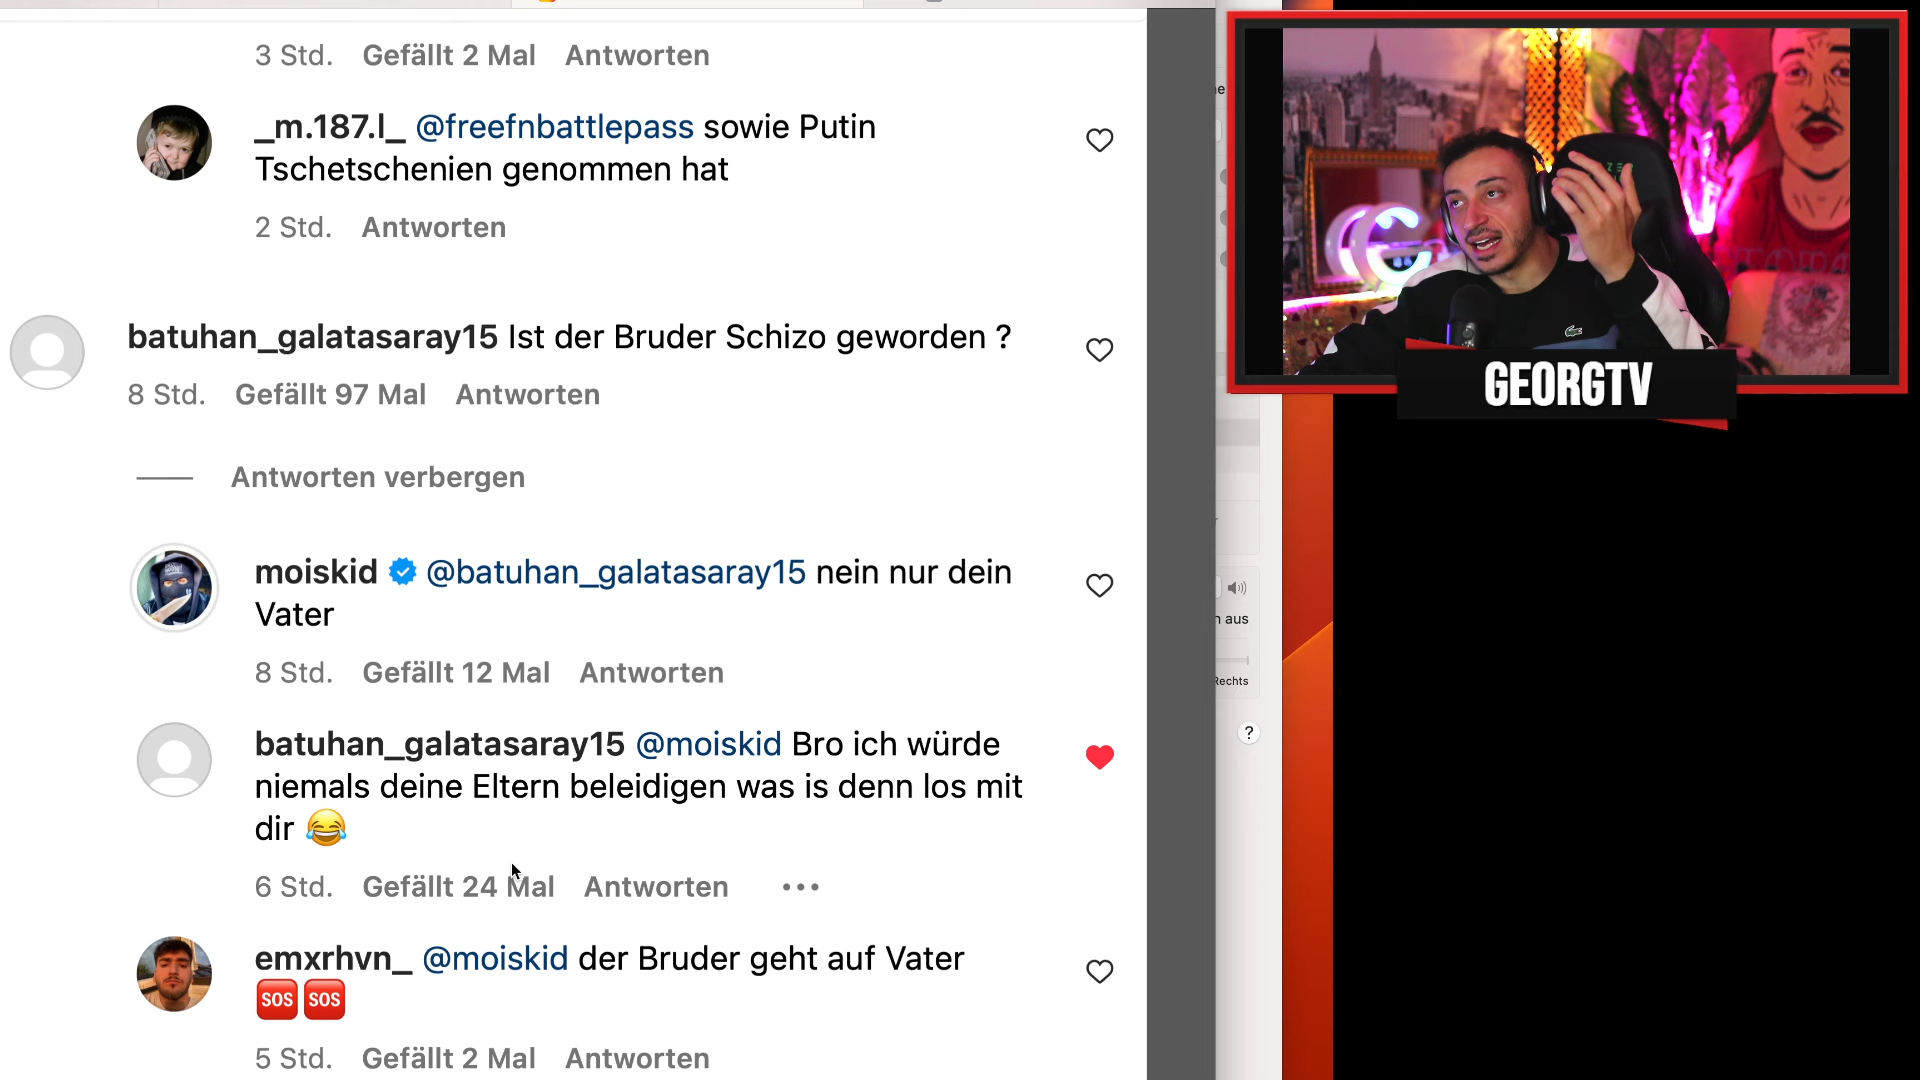 3 Std. Gefällt 2 Mal Antworten
_m.187.l_ @freefnbattlepass sowie Putin
Tschetschenien genommen hat
2 Std. Antworten
batuhan_galatasaray15 Ist der Bruder Schizo geworden ?
8 Std. Gefällt 97 Mal Antworten
Antworten verbergen
moiskid @batuhan_galatasaray15 nein nur dein
Vater
8 Std. Gefällt 12 Mal Antworten
batuhan_galatasaray15 @moiskid Bro ich würde
niemals deine Eltern beleidigen was is denn los mit
dir 😂
6 Std. Gefällt 24 Mal Antworten •••
emxrhvn_ @moiskid der Bruder geht auf Vater
🆘🆘
5 Std. Gefällt 2 Mal Antworten
GEORGTV
aus
Rechts
?